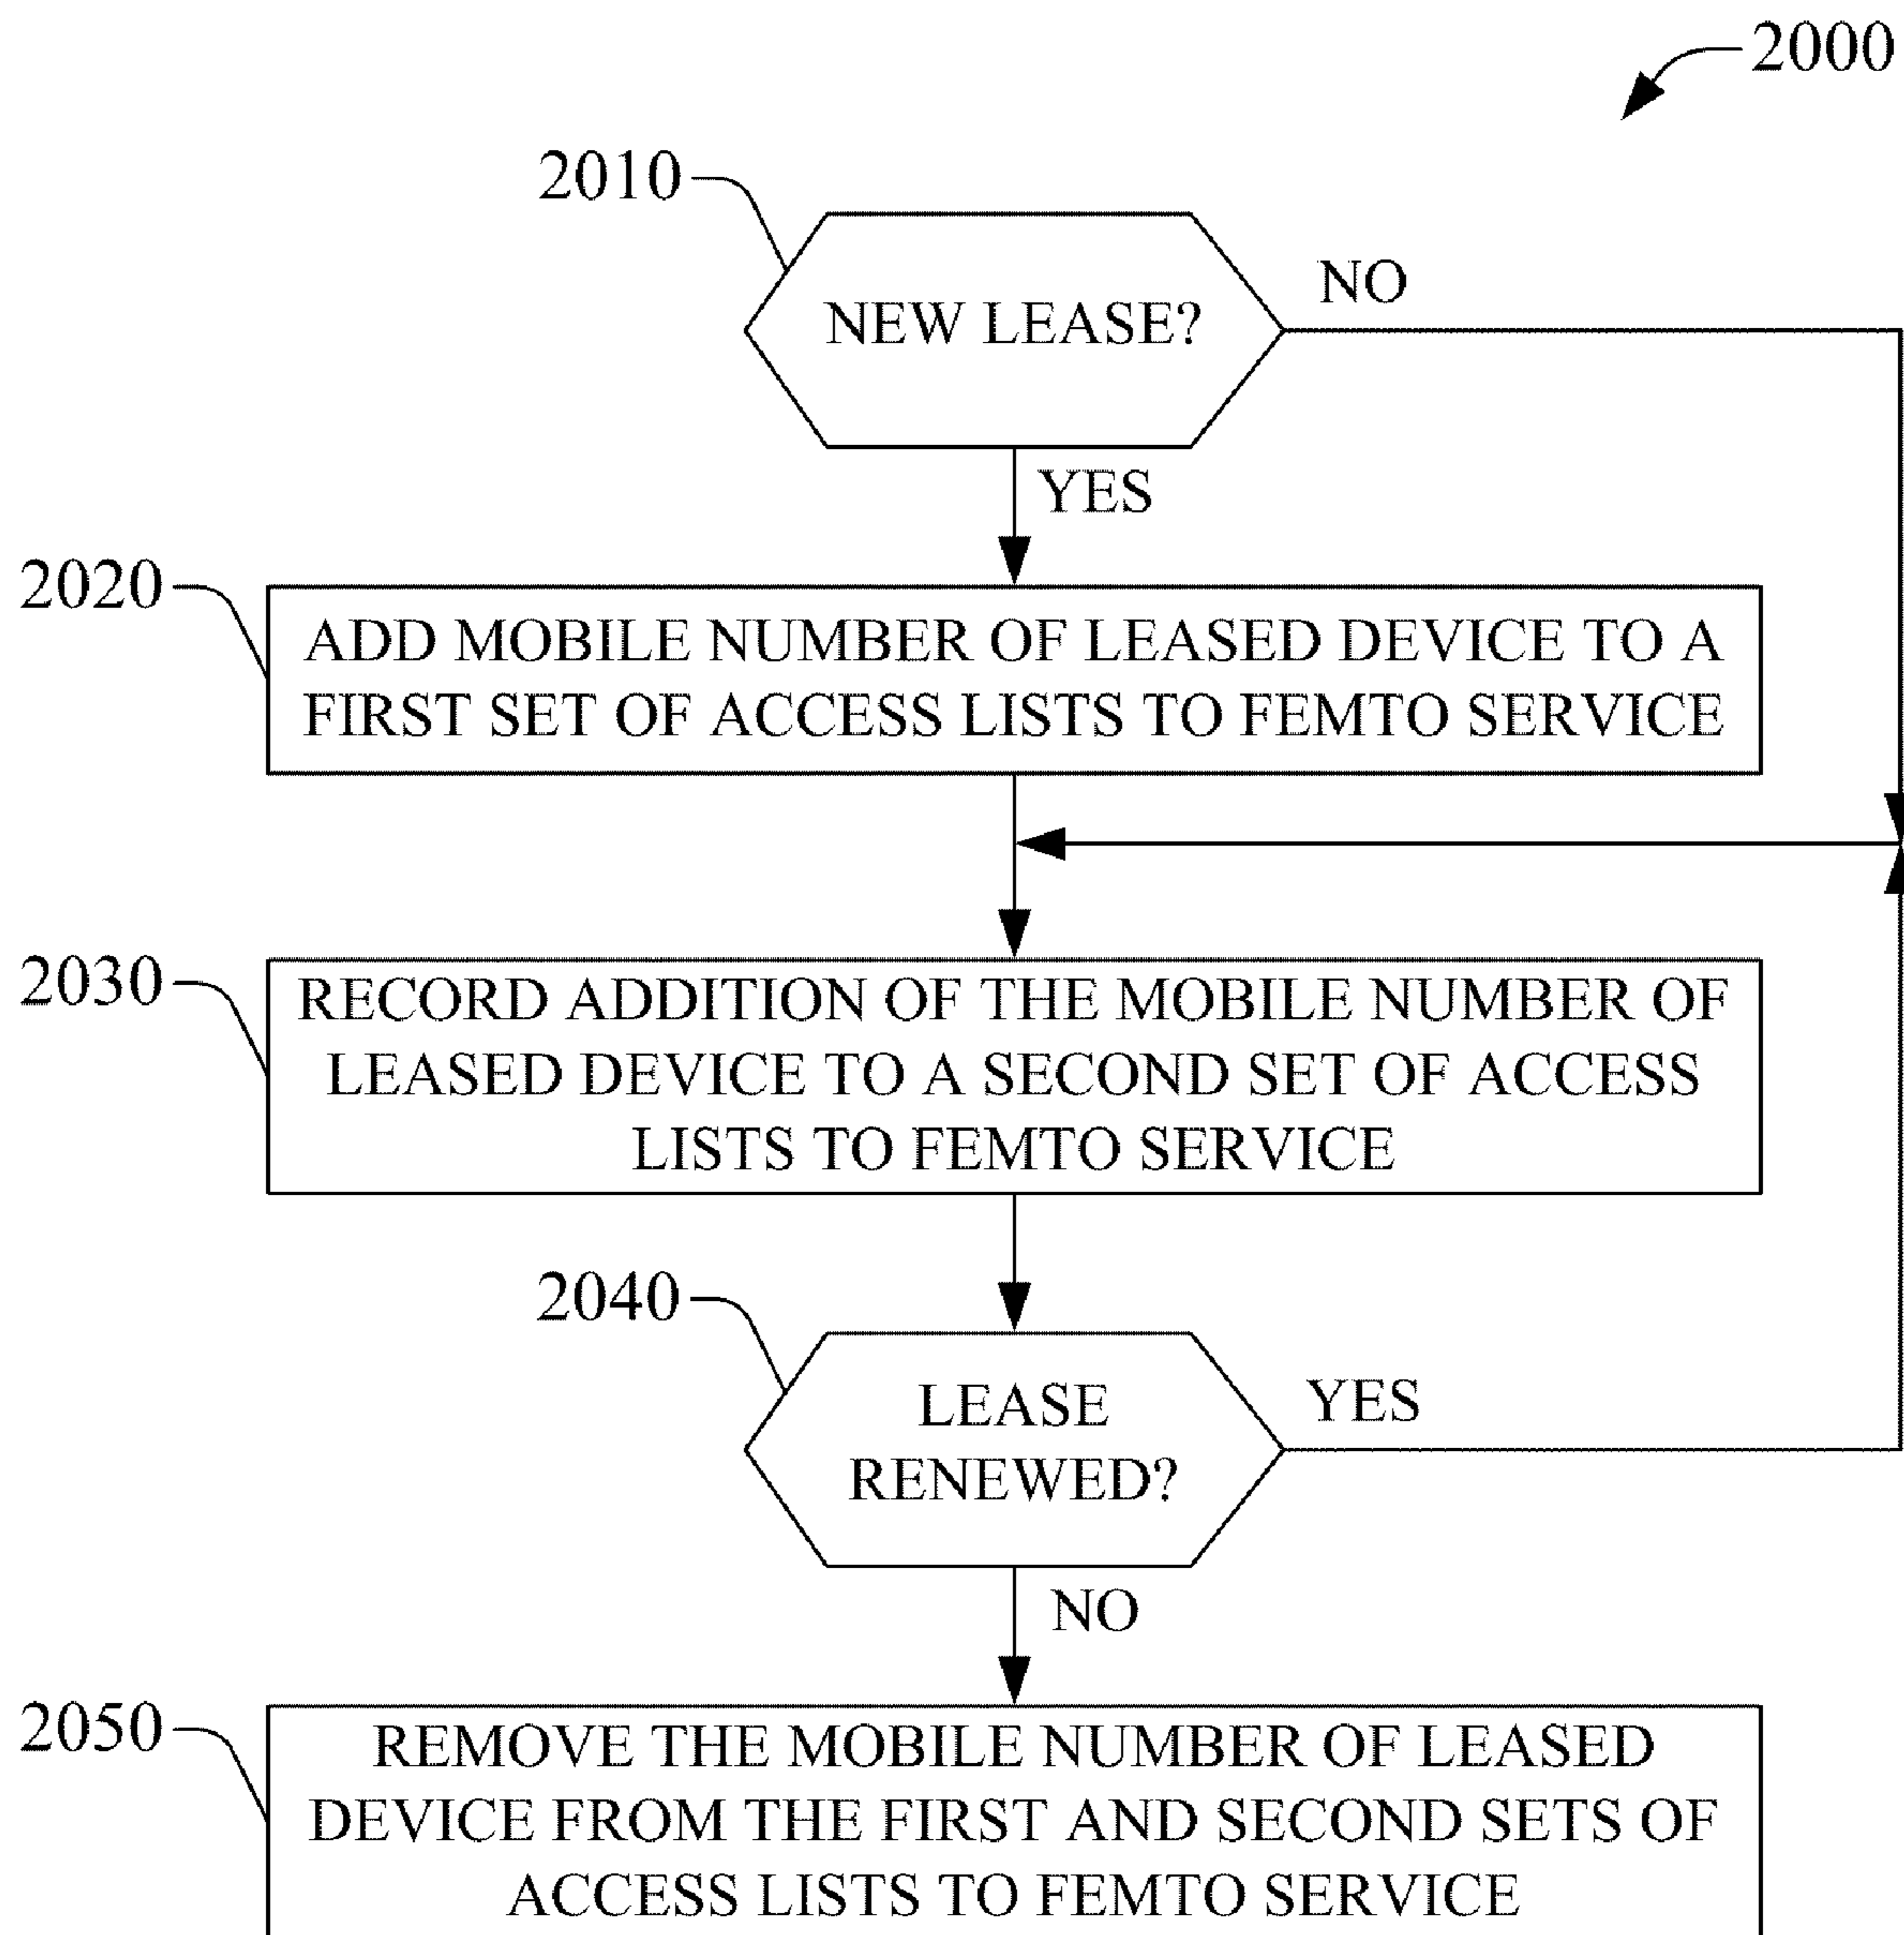 2000
2010
NEW LEASE?
NO
YES
2020
ADD MOBILE NUMBER OF LEASED DEVICE TO A
FIRST SET OF ACCESS LISTS TO FEMTO SERVICE
2030
RECORD ADDITION OF THE MOBILE NUMBER OF
LEASED DEVICE TO A SECOND SET OF ACCESS
LISTS TO FEMTO SERVICE
2040
LEASE
RENEWED?
YES
NO
2050
REMOVE THE MOBILE NUMBER OF LEASED
DEVICE FROM THE FIRST AND SECOND SETS OF
ACCESS LISTS TO FEMTO SERVICE